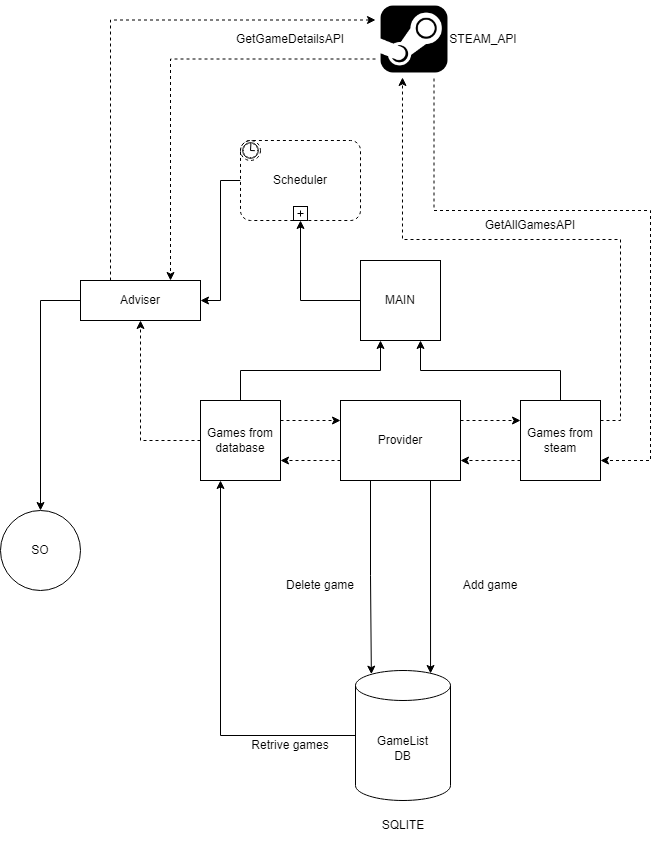 GetGameDetailsAPI
STEAM_API
Scheduler
GetAllGamesAPI
Adviser
MAIN
Games from
database
Provider
Games from
steam
SO
Delete game
Add game
GameList
DB
Retrive games
SQLITE